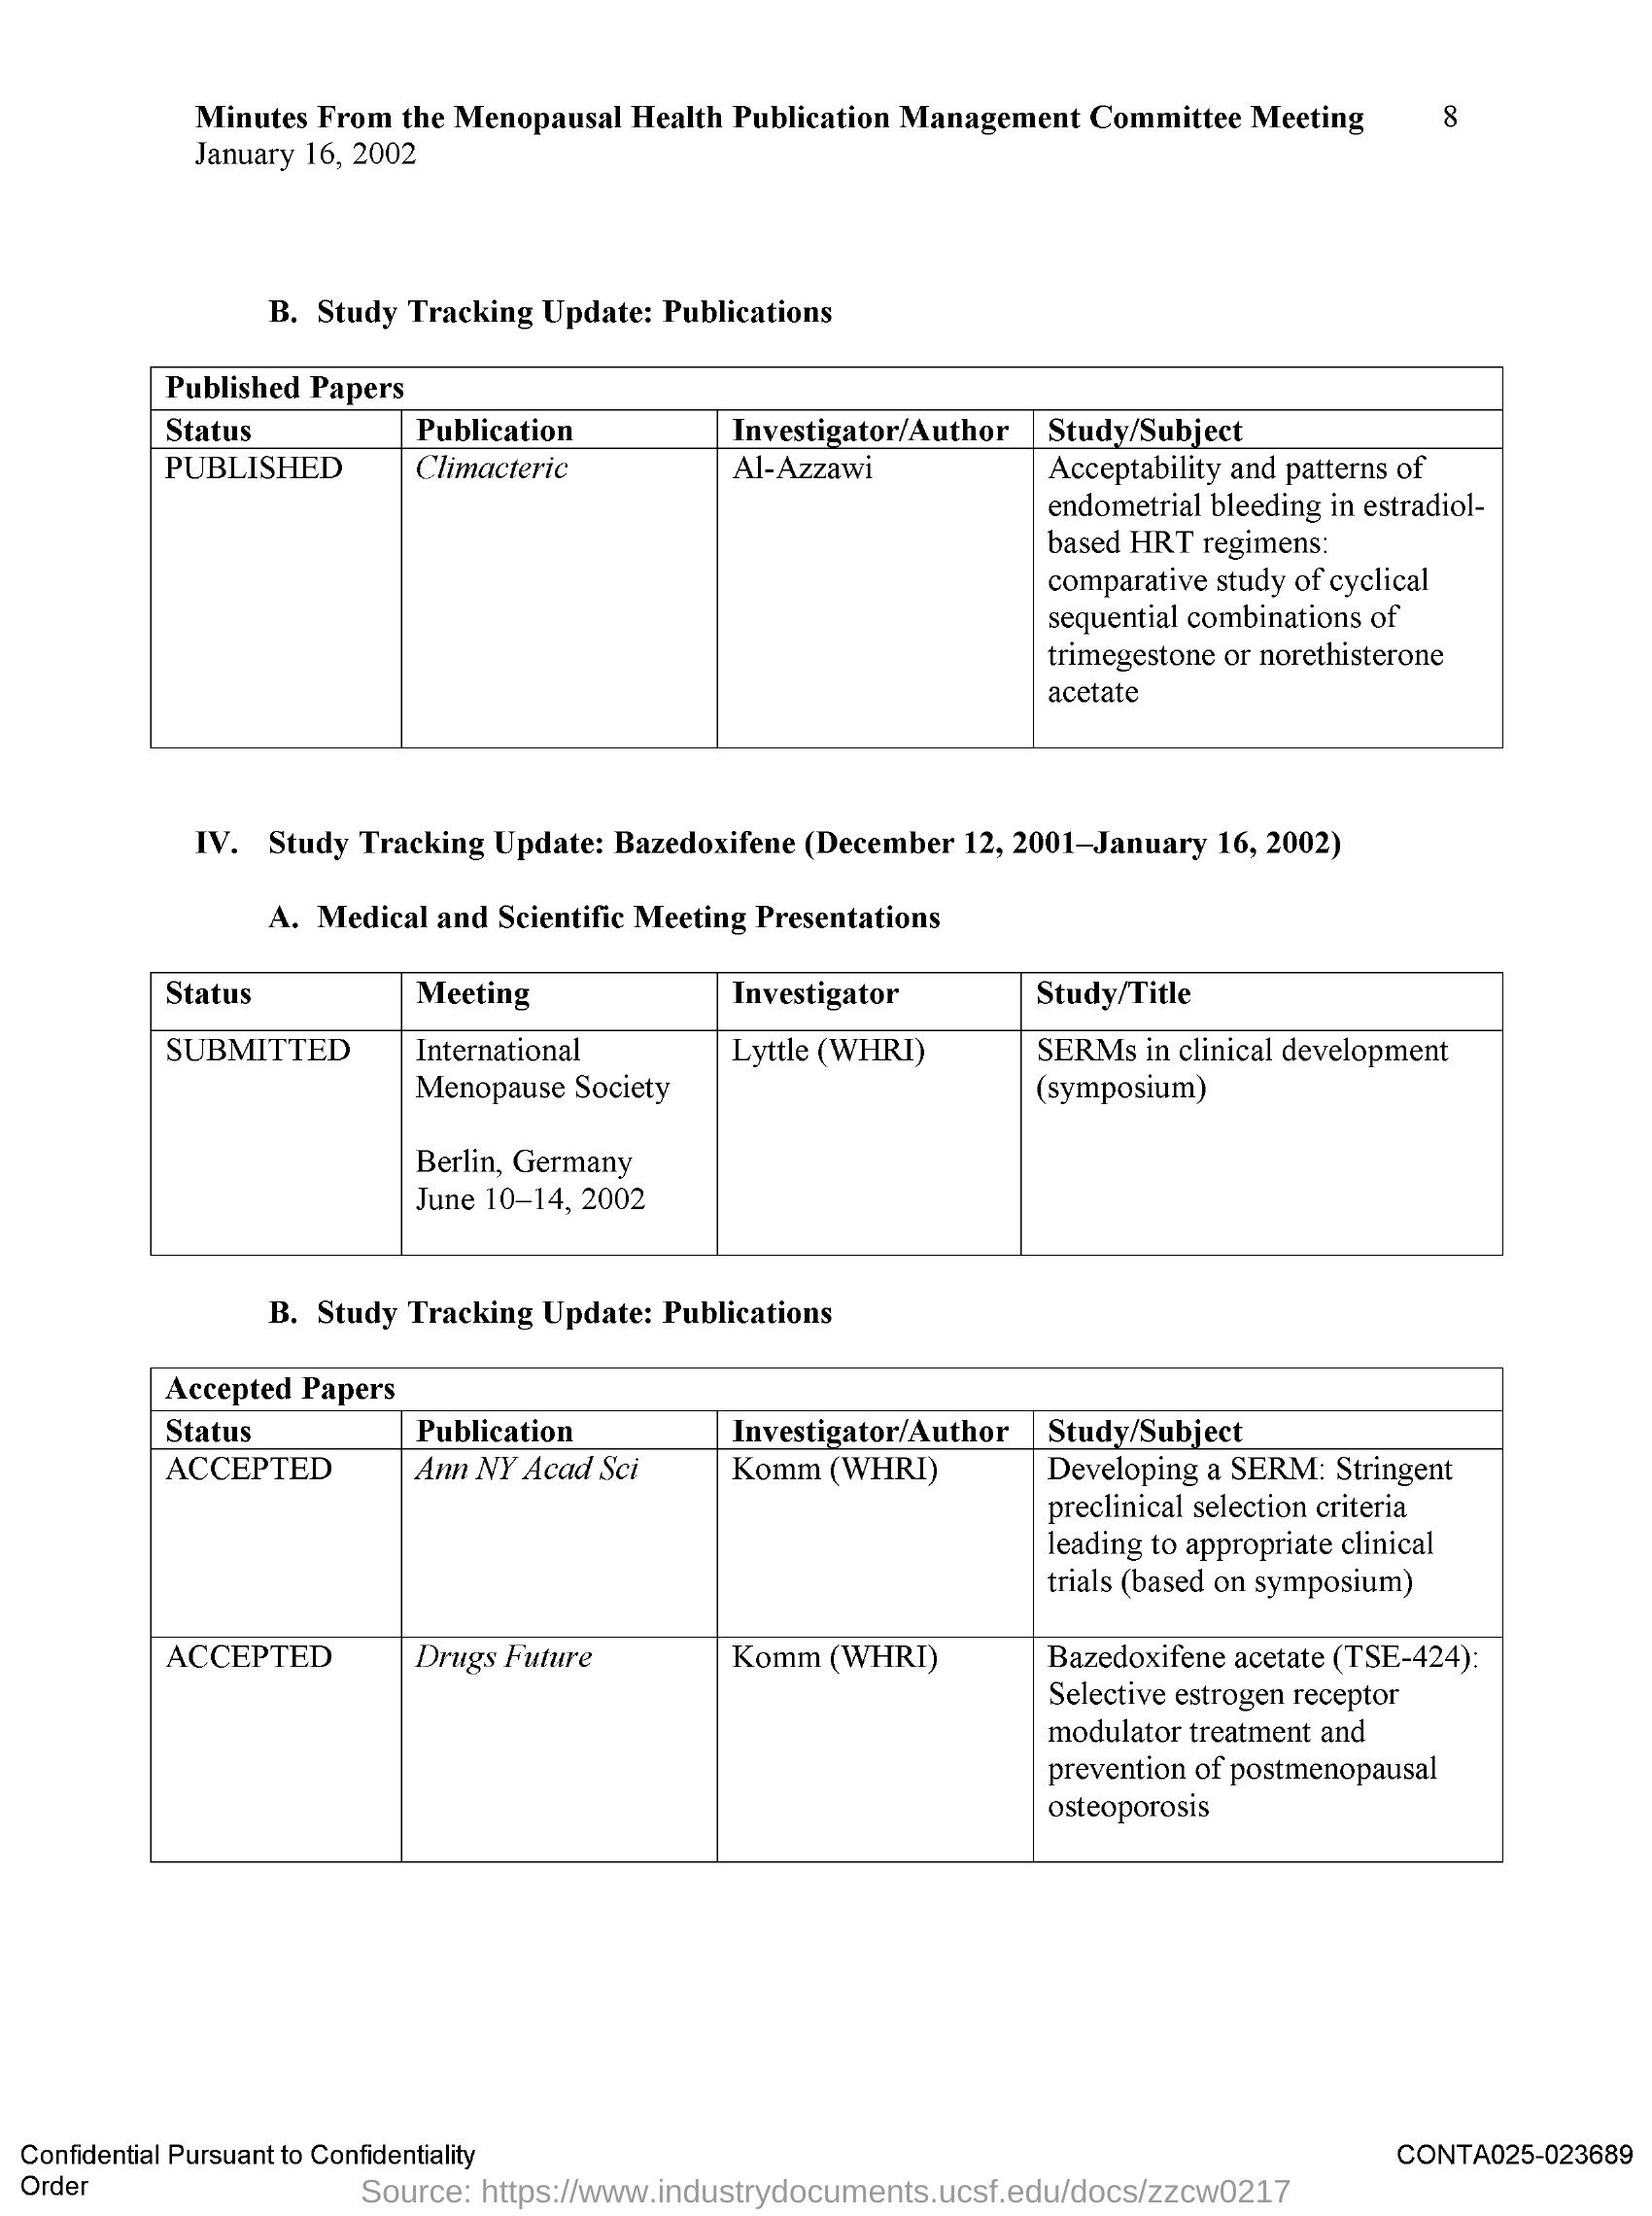 Minutes From the Menopausal Health Publication Management Committee Meeting 8
January 16, 2002
B. Study Tracking Update: Publications
Published Papers
Status Publication Investigator/Author Study/Subject
PUBLISHED Climacteric Al-Azzawi Acceptability and patterns of
endometrial bleeding in estradiol-
based HRT regimens:
comparative study of cyclical
sequential combinations of
trimegestone or norethisterone
acetate
IV. Study Tracking Update: Bazedoxifene (December 12, 2001–January 16, 2002)
A. Medical and Scientific Meeting Presentations
Status Meeting Investigator Study/Title
SUBMITTED International Lyttle (WHRI) SERMs in clinical development
Menopause Society (symposium)
Berlin, Germany
June 10–14, 2002
B. Study Tracking Update: Publications
Accepted Papers
Status Publication Investigator/Author Study/Subject
ACCEPTED Ann NY Acad Sci Komm (WHRI) Developing a SERM: Stringent
preclinical selection criteria
leading to appropriate clinical
trials (based on symposium)
ACCEPTED Drugs Future Komm (WHRI) Bazedoxifene acetate (TSE-424):
Selective estrogen receptor
modulator treatment and
prevention of postmenopausal
osteoporosis
Confidential Pursuant to Confidentiality CONTA025-023689
Order
Source: https://www.industrydocuments.ucsf.edu/docs/zzcw0217